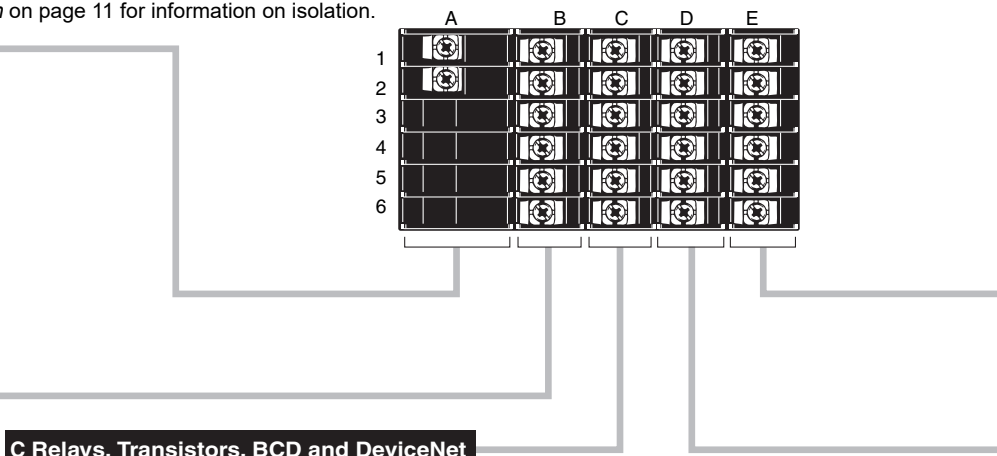 on page 11 for information on isolation.
A B C D E
1
2
3
4
5
6
C Relays, Transistors, BCD and DeviceNet